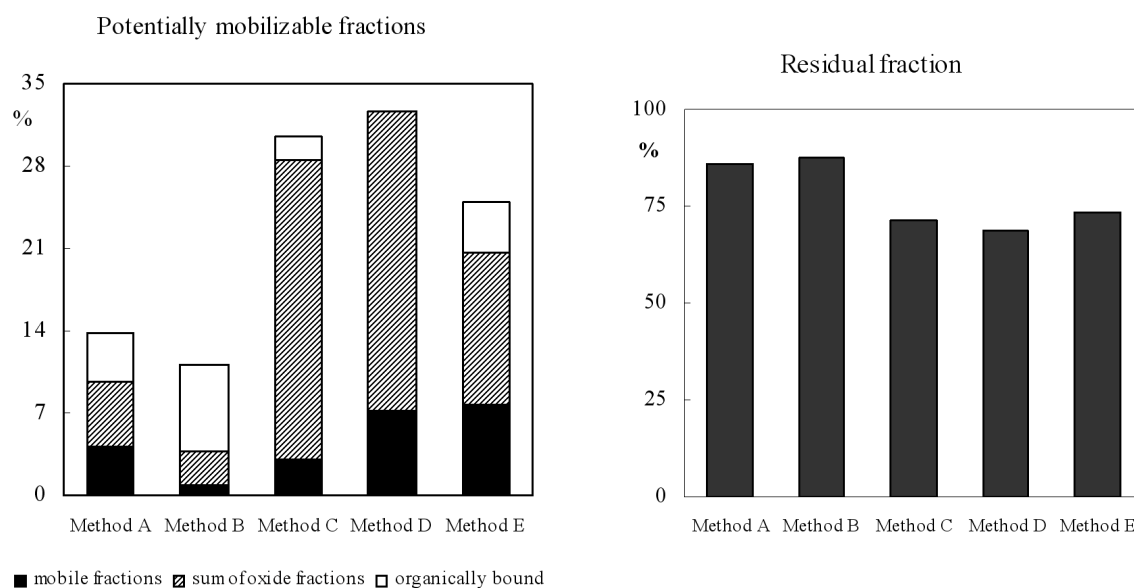 Potentially mobilizable fractions
35
%
28
21
14
7
0
Method A Method B Method C Method D Method E
mobile fractions sum of oxide fractions organically bound
Residual fraction
100
%
75
50
25
0
Method A Method B Method C Method D Method E